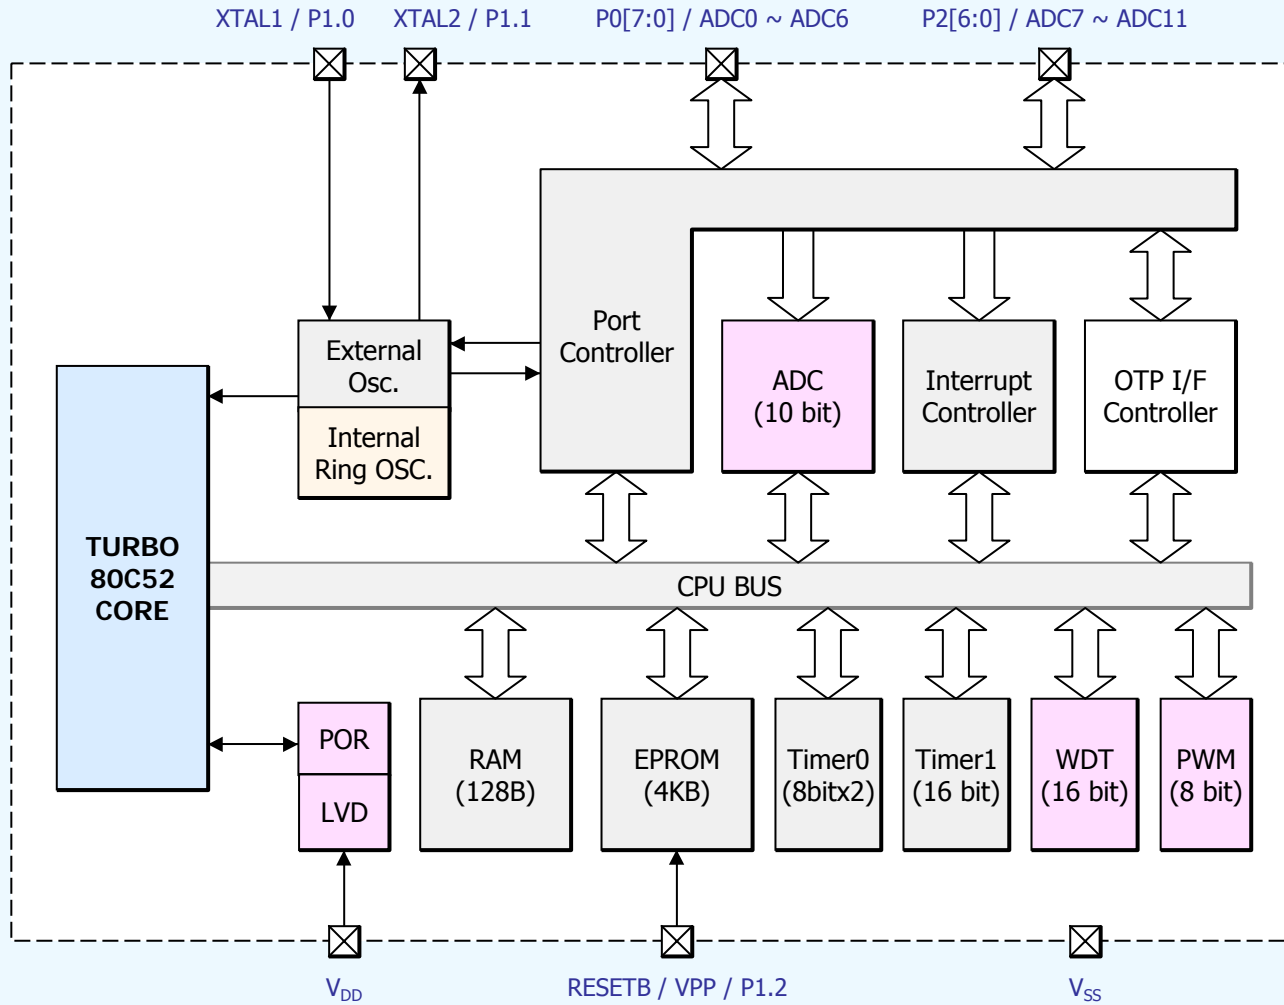 XTAL1 / P1.0
XTAL2 / P1.1
P0[7:0] / ADC0 ~ ADC6
P2[6:0] / ADC7 ~ ADC11
Port
Controller
External
Osc.
Internal
Ring OSC.
ADC
(10 bit)
Interrupt
Controller
OTP I/F
Controller
TURBO
80C52
CORE
CPU BUS
POR
LVD
RAM
(128B)
EPROM
(4KB)
Timer0
(8bitx2)
Timer1
(16 bit)
WDT
(16 bit)
PWM
(8 bit)
VDD
RESETB / VPP / P1.2
VSS